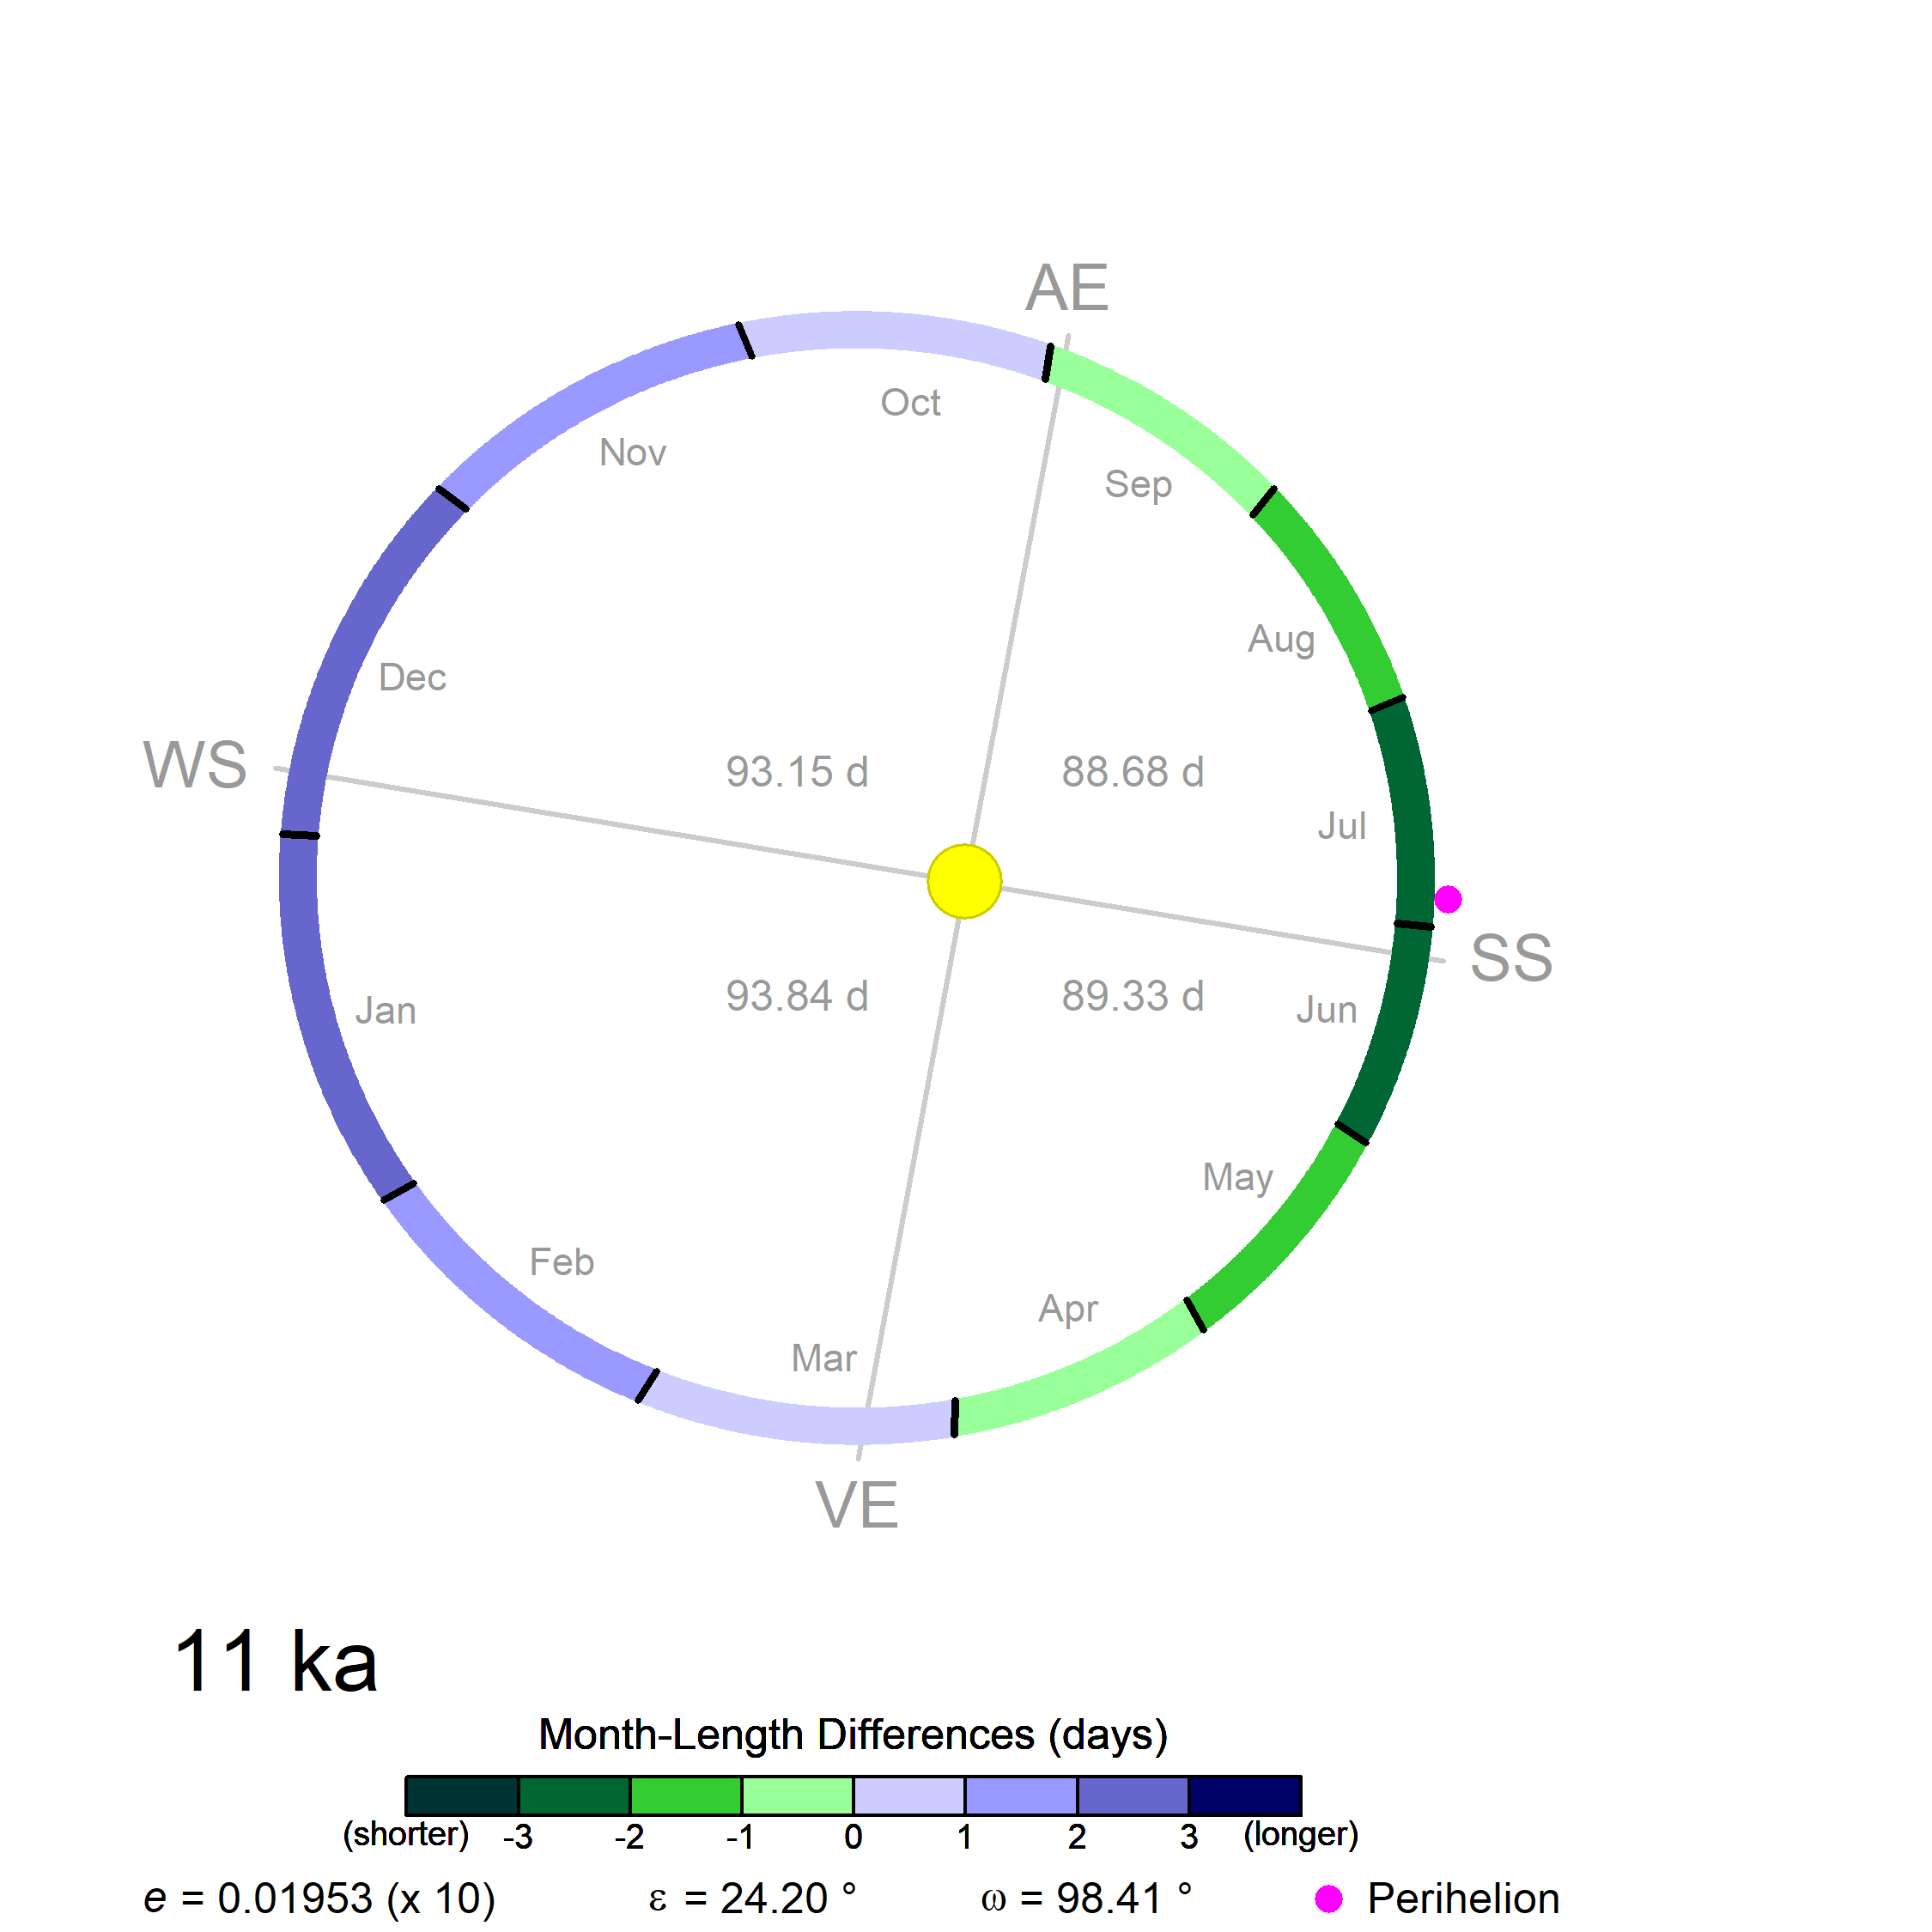 AE
Oct
Nov
Sep
Aug
Dec
WS
93.15 d
88.68 d
Jul
SS
93.84 d
89.33 d
Jan
Jun
May
Feb
Apr
Mar
VE
11 ka
Month-Length Differences (days)
(shorter) -3 -2 -1 0 1 2 3 (longer)
e = 0.01953 (x 10) ε = 24.20 ° ω = 98.41 ° Perihelion